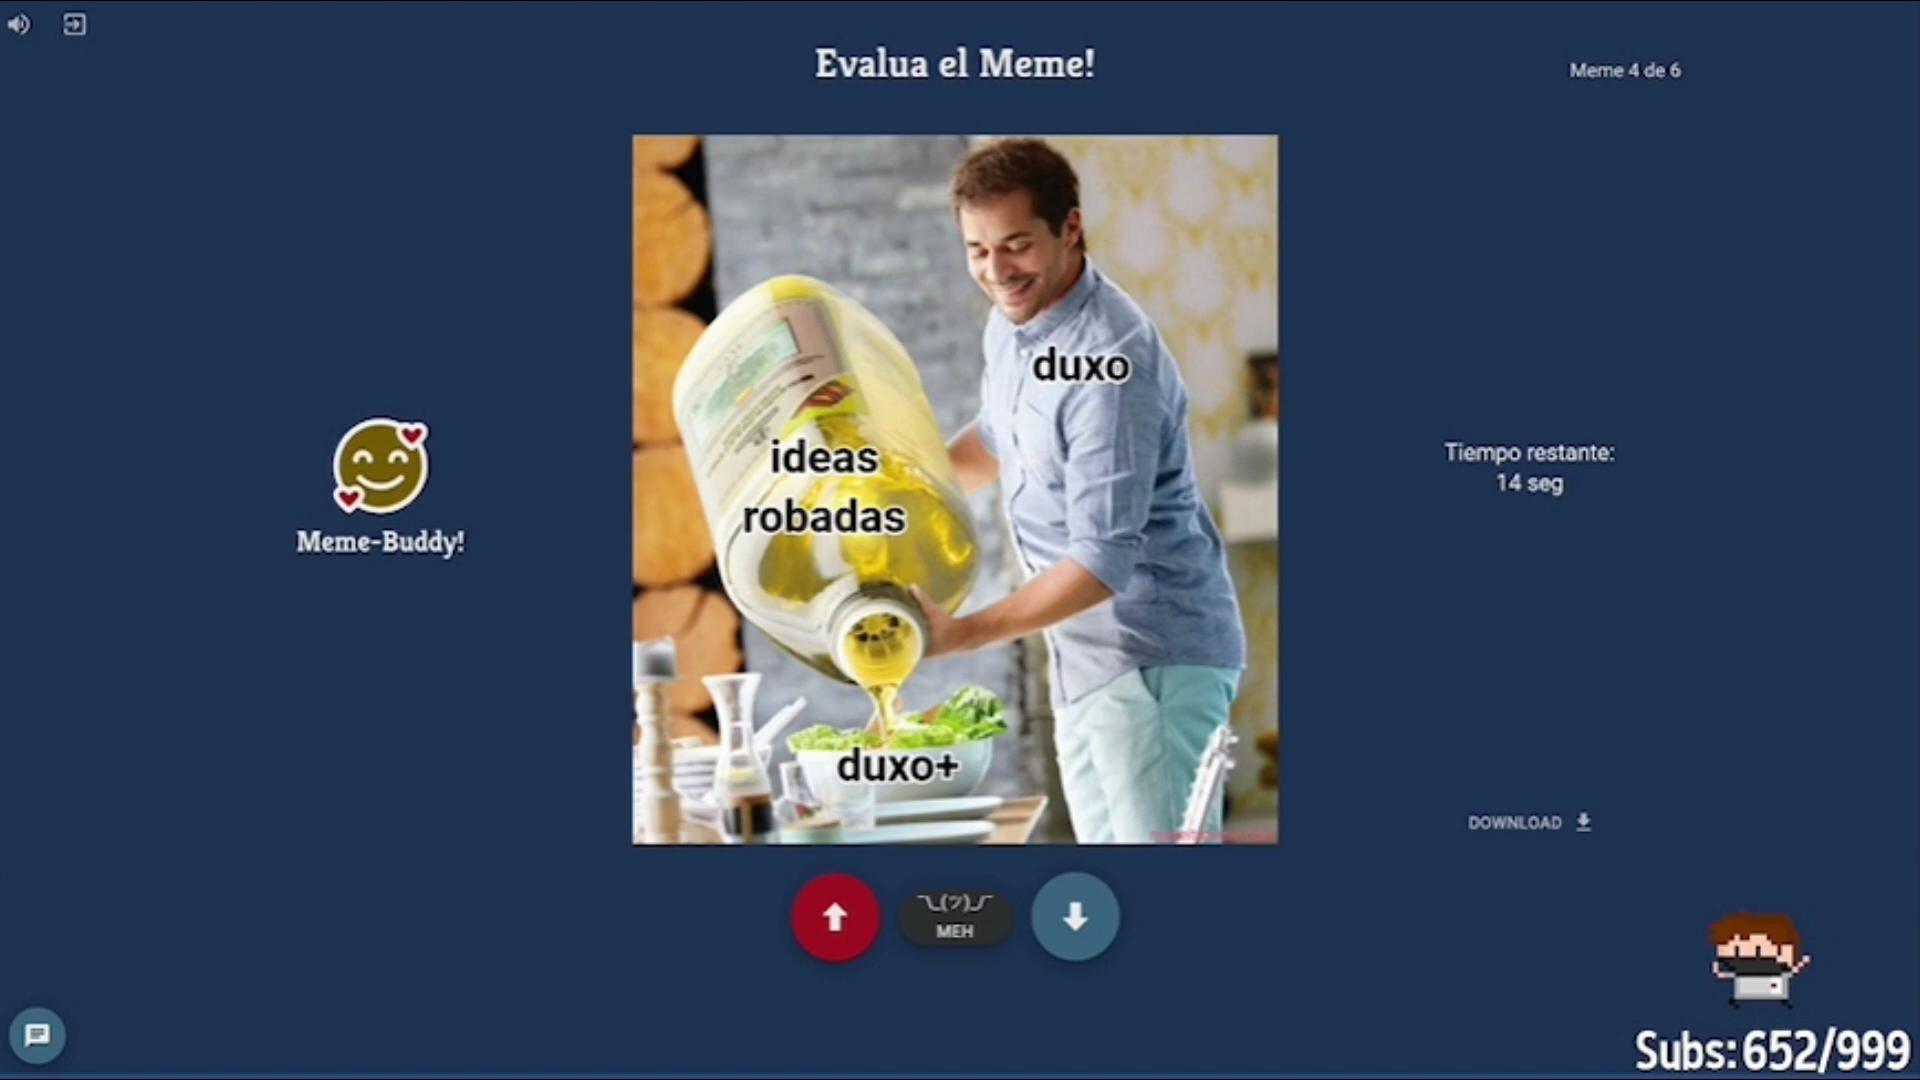 Evalua el Meme!
Meme 4 de 6
duxo
ideas
robadas
duxo+
Meme-Buddy!
Tiempo restante:
14 seg
DOWNLOAD
¯\_(ツ)_/¯
MEH
Subs:652/999